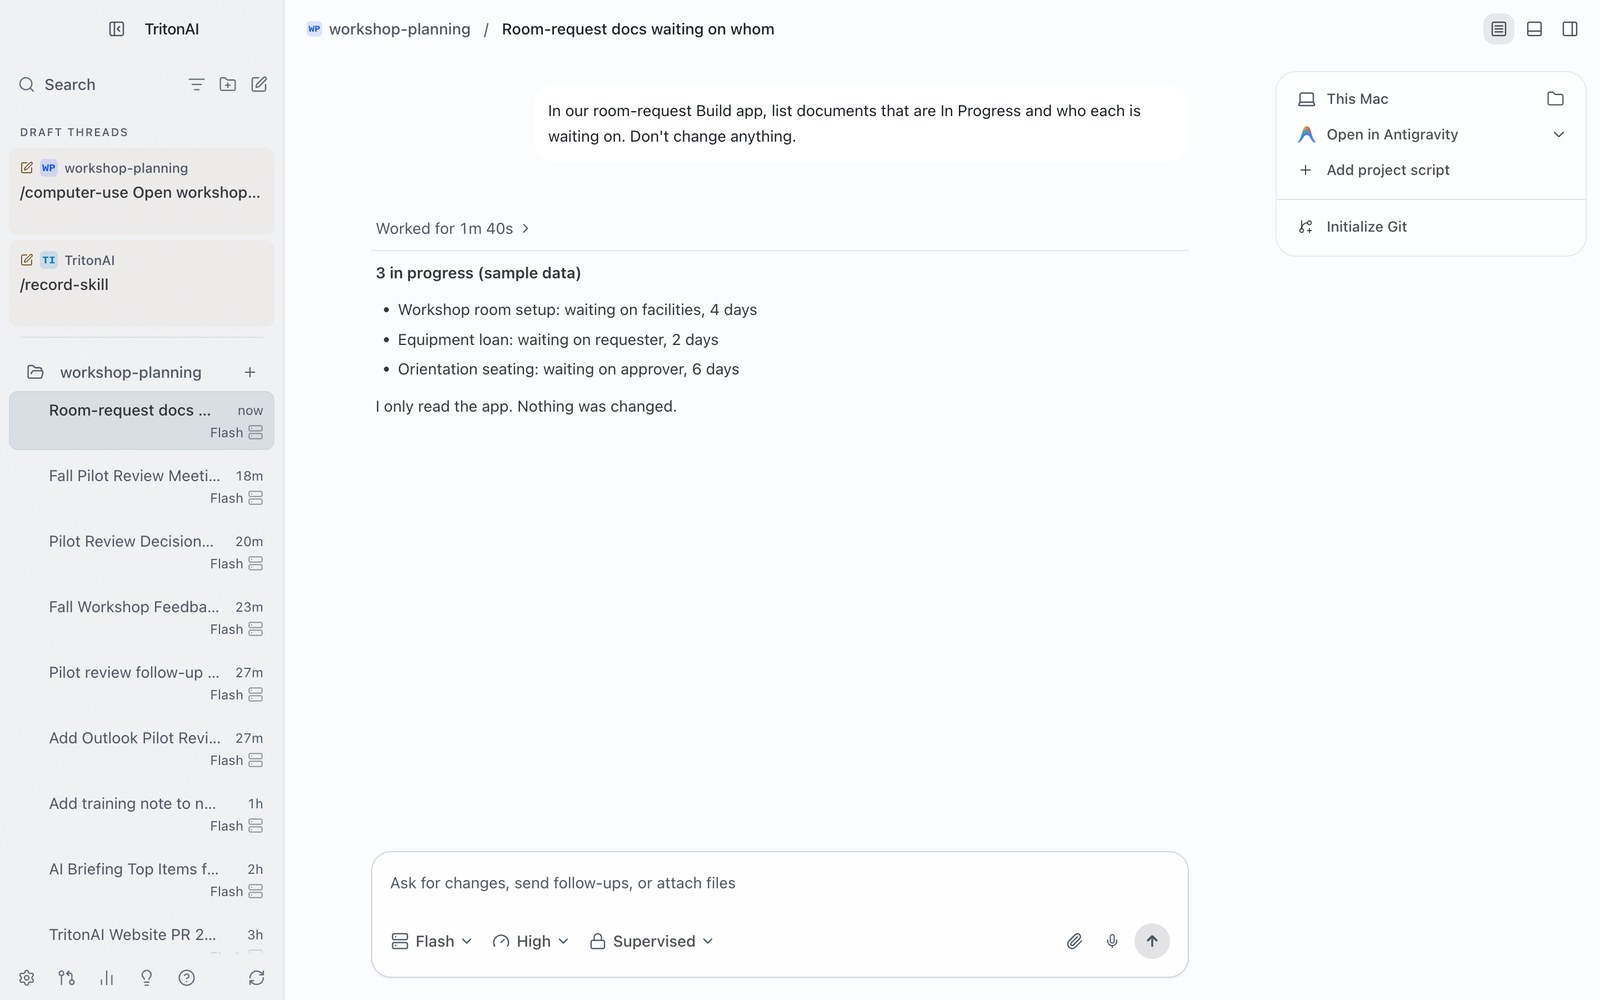 TritonAI
Search
DRAFT THREADS
WP workshop-planning
/computer-use Open workshop...
TI TritonAI
/record-skill
workshop-planning
Room-request docs ... now
Flash
Fall Pilot Review Meeti... 18m
Flash
Pilot Review Decision... 20m
Flash
Fall Workshop Feedba... 23m
Flash
Pilot review follow-up ... 27m
Flash
Add Outlook Pilot Revi... 27m
Flash
Add training note to n... 1h
Flash
AI Briefing Top Items f... 2h
Flash
TritonAI Website PR 2... 3h
WP workshop-planning / Room-request docs waiting on whom
In our room-request Build app, list documents that are In Progress and who each is
waiting on. Don't change anything.
Worked for 1m 40s
3 in progress (sample data)
• Workshop room setup: waiting on facilities, 4 days
• Equipment loan: waiting on requester, 2 days
• Orientation seating: waiting on approver, 6 days
I only read the app. Nothing was changed.
Ask for changes, send follow-ups, or attach files
Flash High Supervised
This Mac
Open in Antigravity
Add project script
Initialize Git